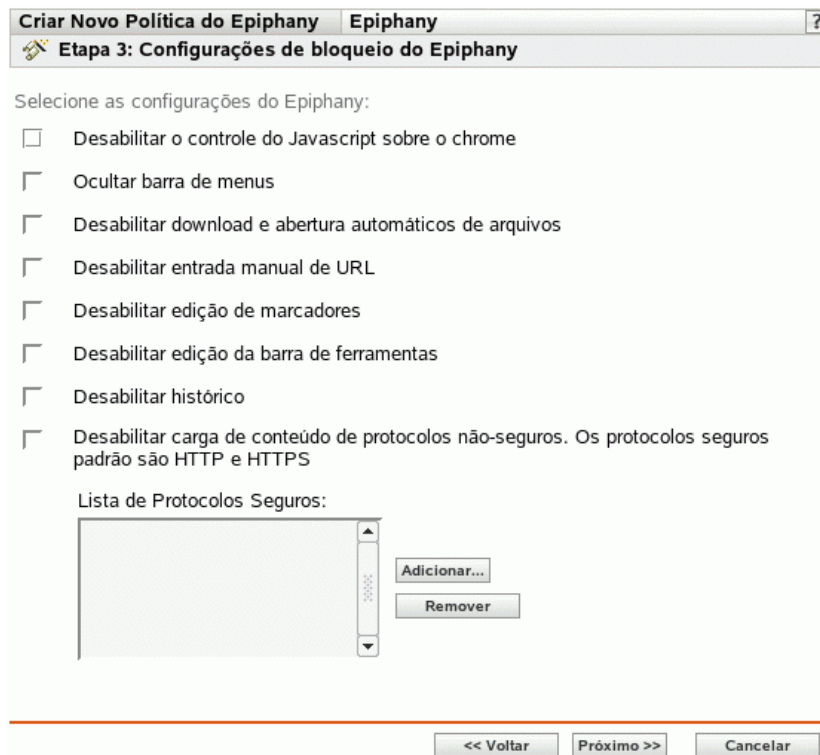 Criar Novo Política do Epiphany Epiphany ?
Etapa 3: Configurações de bloqueio do Epiphany
Selecione as configurações do Epiphany:
Desabilitar o controle do Javascript sobre o chrome
Ocultar barra de menus
Desabilitar download e abertura automáticos de arquivos
Desabilitar entrada manual de URL
Desabilitar edição de marcadores
Desabilitar edição da barra de ferramentas
Desabilitar histórico
Desabilitar carga de conteúdo de protocolos não-seguros. Os protocolos seguros
padrão são HTTP e HTTPS
Lista de Protocolos Seguros:
Adicionar...
Remover
<< Voltar Próximo >> Cancelar